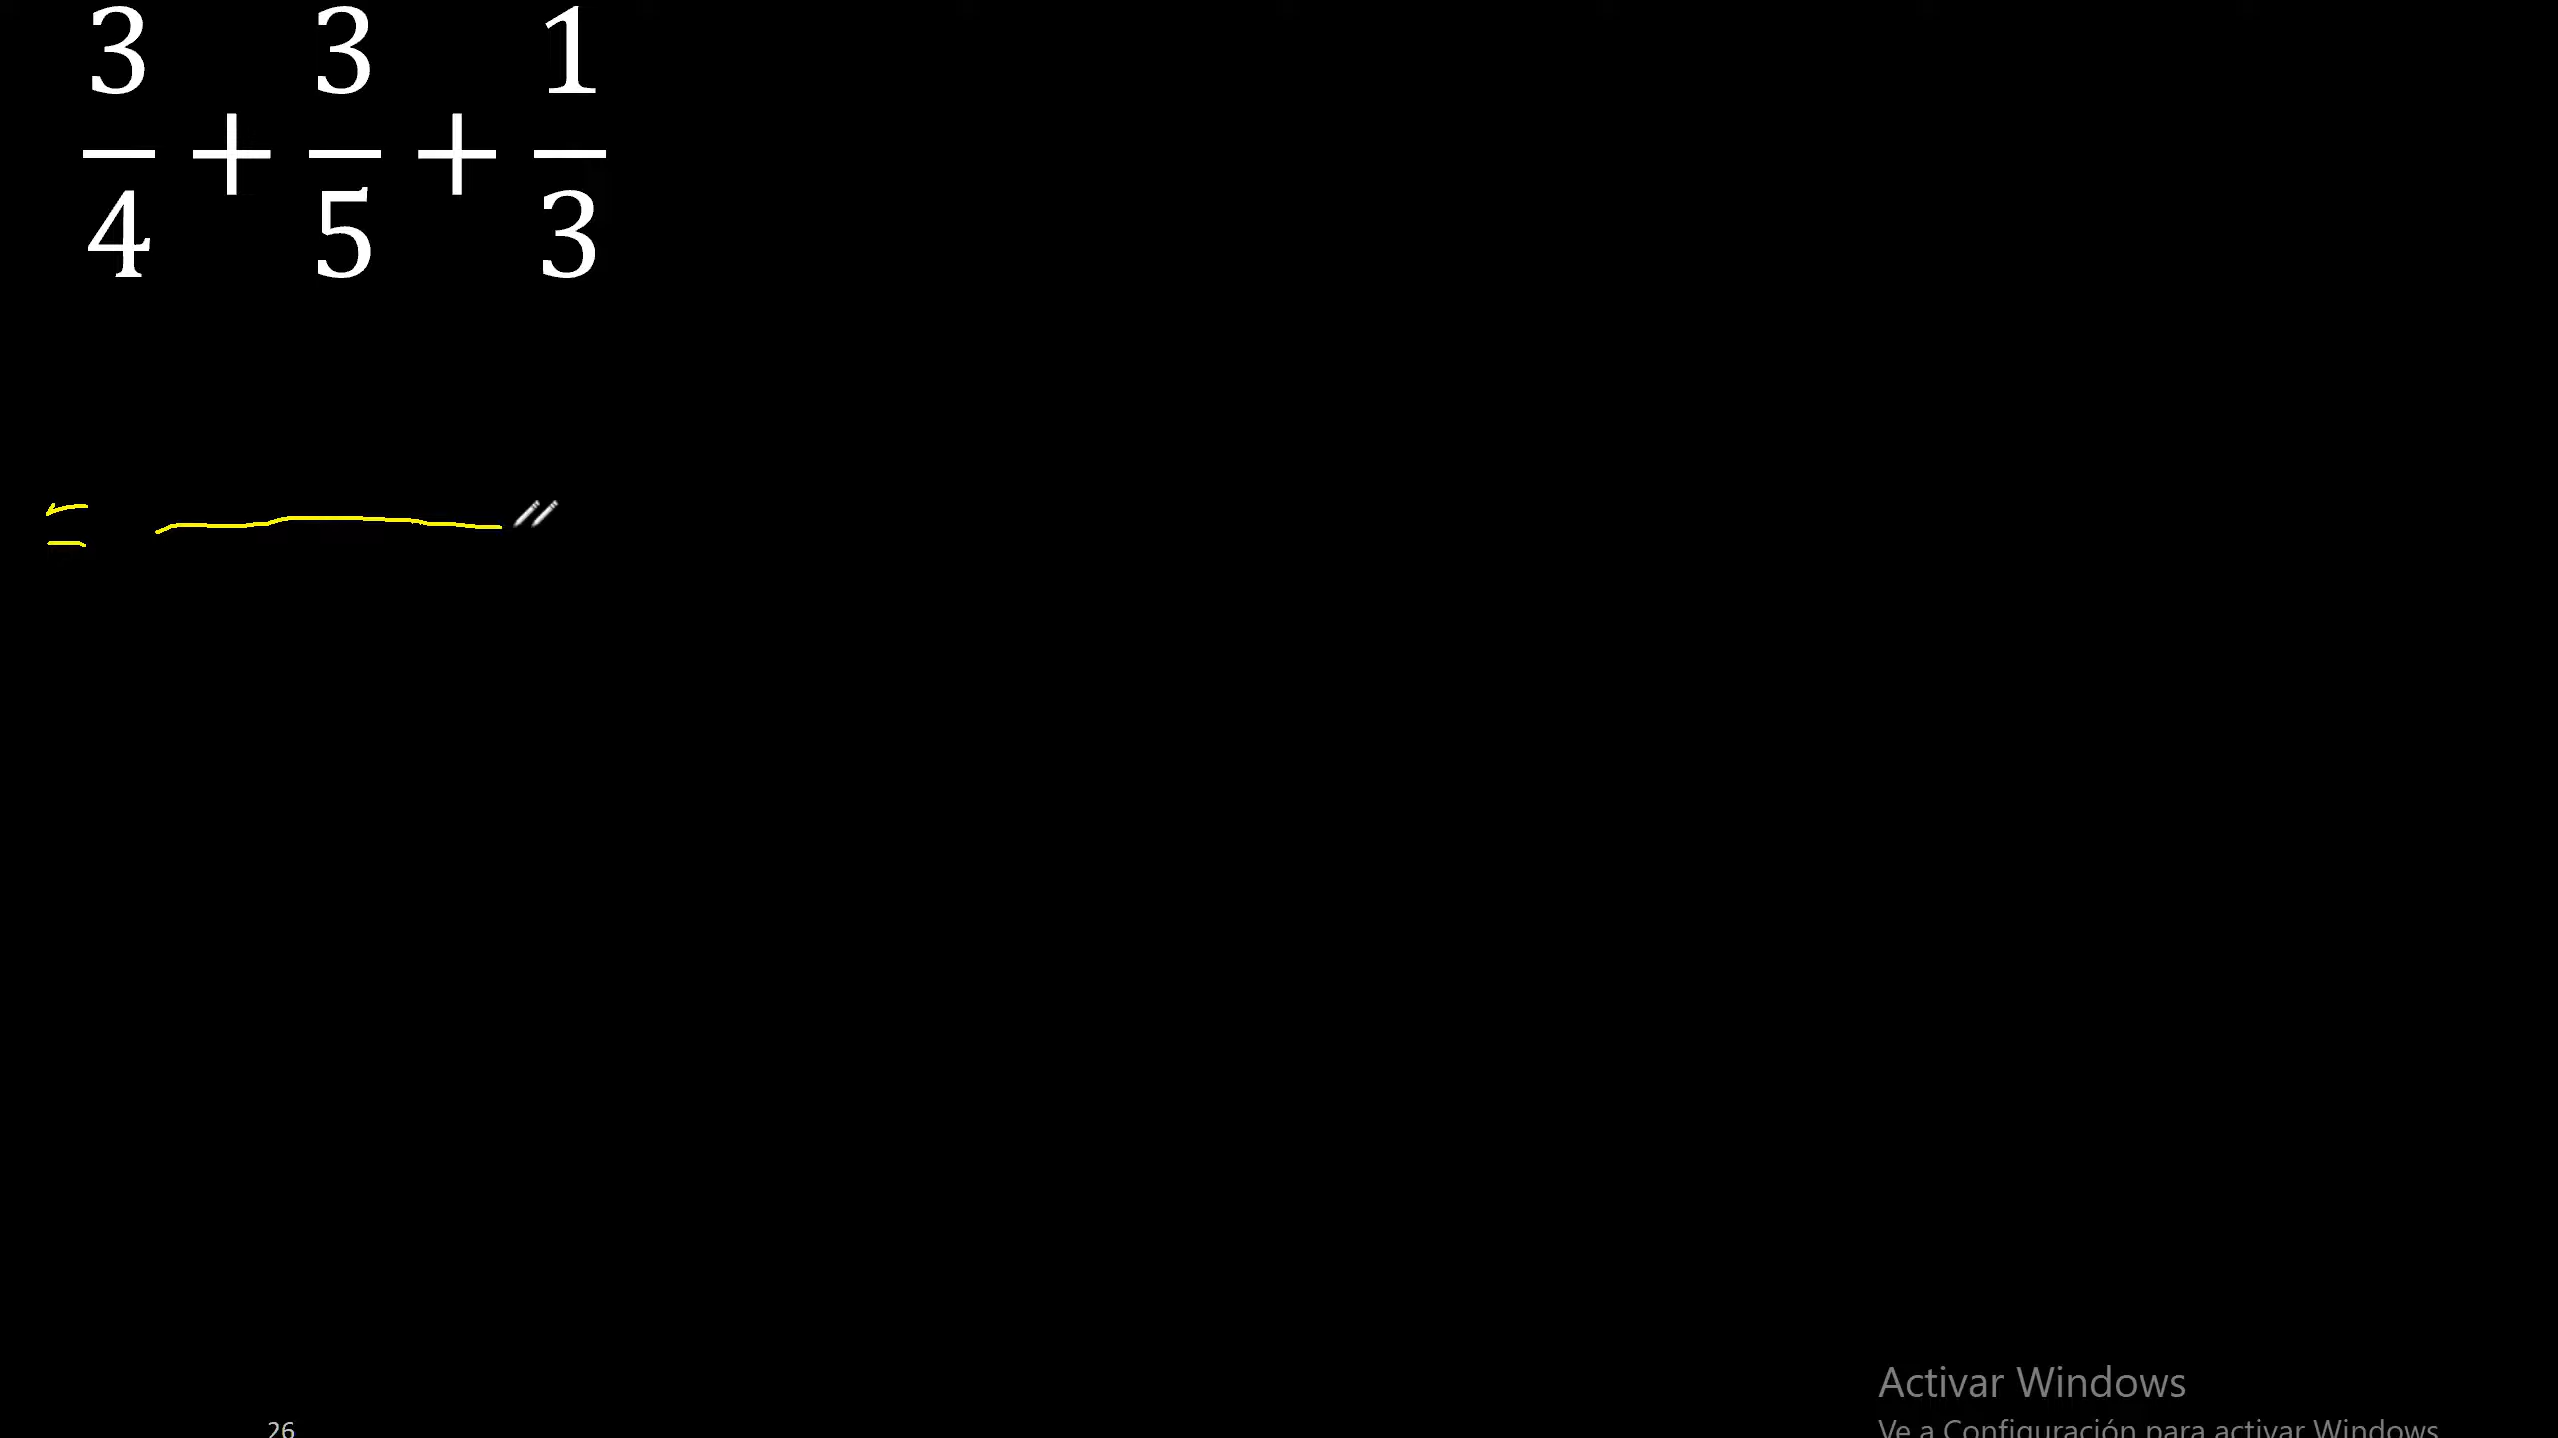 3/4 + 3/5 + 1/3
=
Activar Windows
Ve a Configuración para activar Windows
26